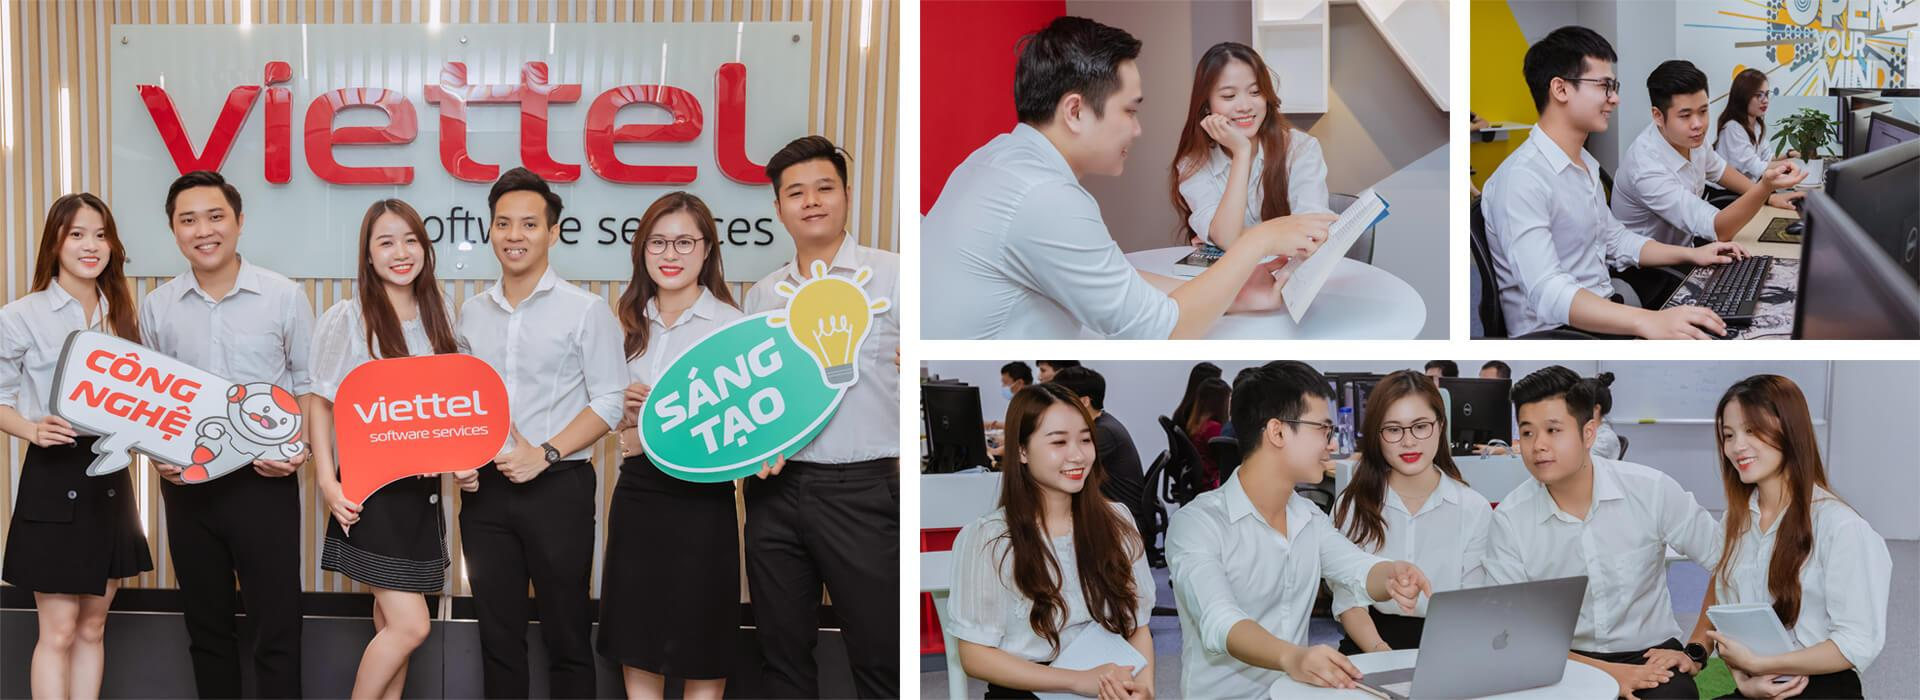 viettel
software services
CÔNG
NGHỆ
viettel
software services
SÁNG
TẠO
OPEN
YOUR
MIND